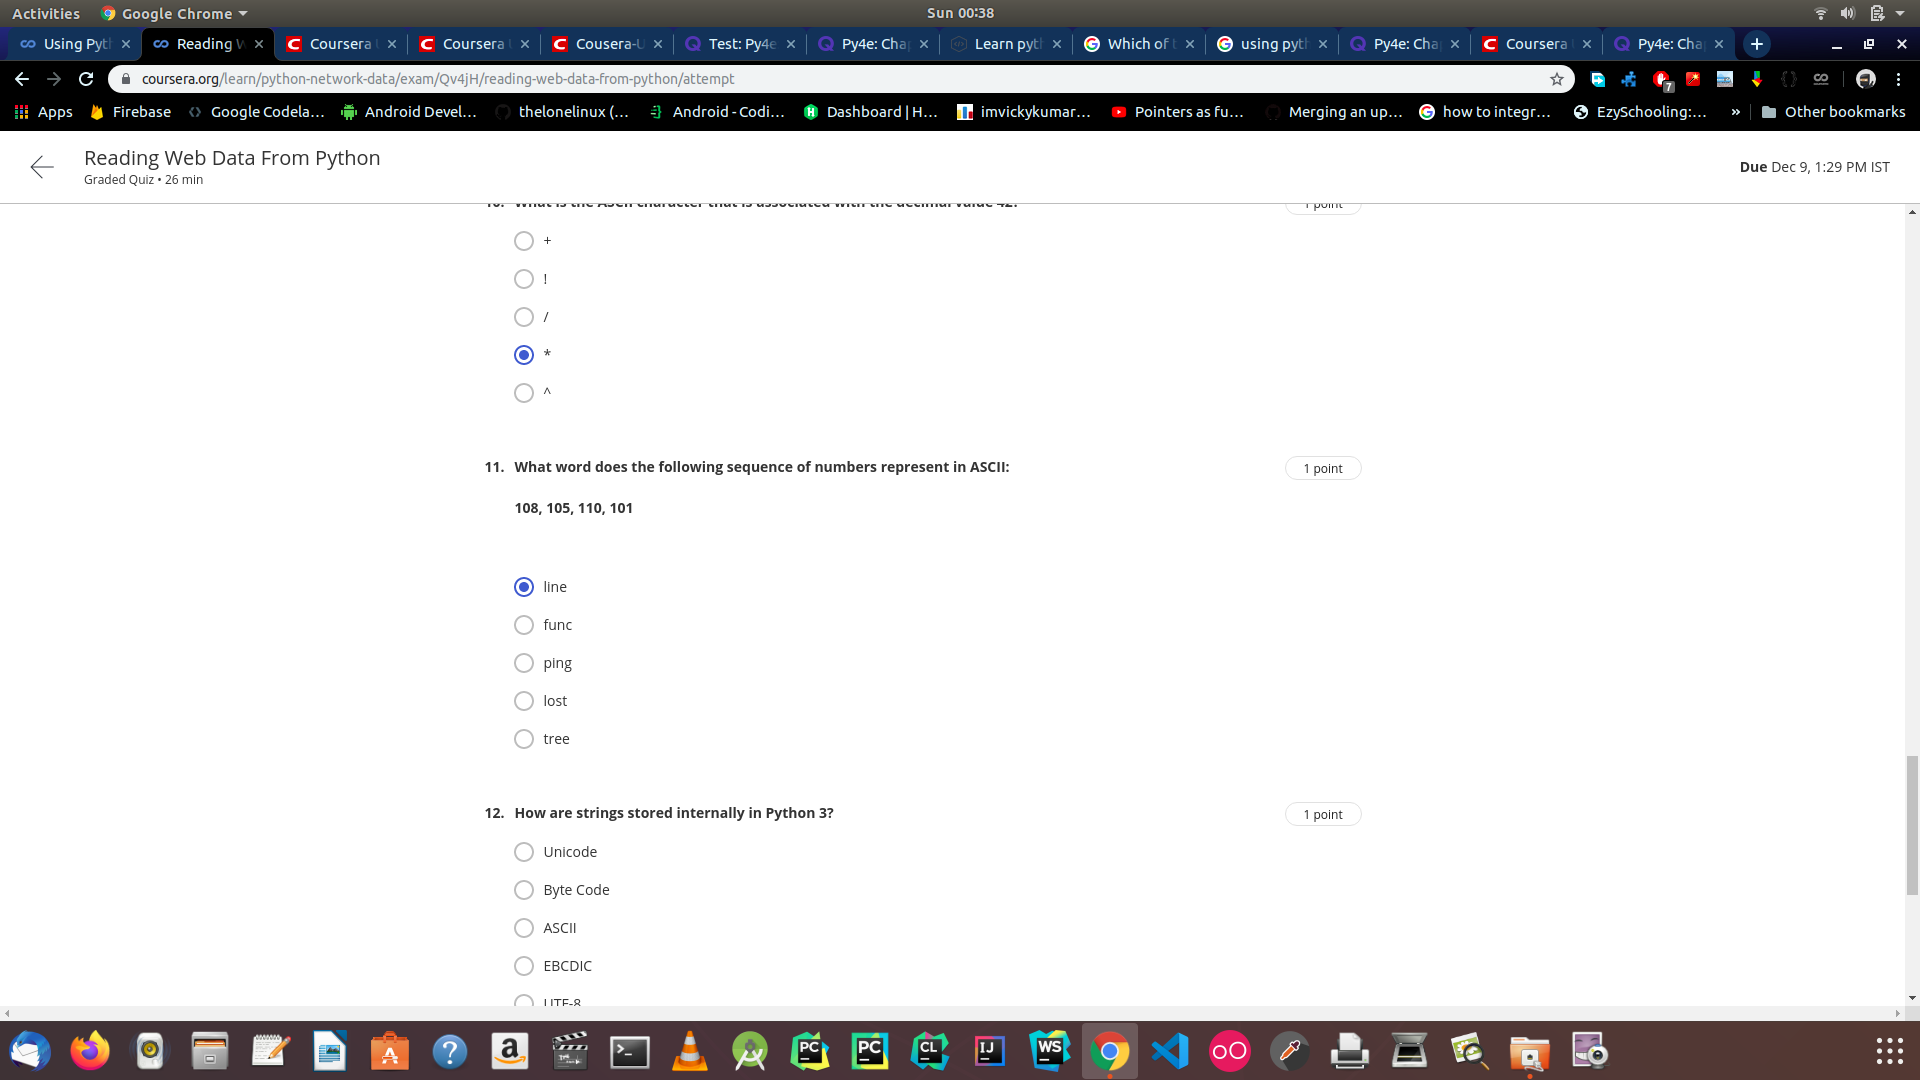 Activities Google Chrome Sun 00:38
Using Pyt Reading W Coursera Coursera Cousera-U Test: Py4e Py4e: Cha Learn pyt Which of using pyt Py4e: Cha Coursera Py4e: Cha
coursera.org/learn/python-network-data/exam/Qv4jH/reading-web-data-from-python/attempt 7
Apps Firebase Google Codela... Android Devel... thelonelinux (... Android - Codi... Dashboard | H... imvickykumar... Pointers as fu... Merging an up... how to integr... EzySchooling:... » Other bookmarks
Reading Web Data From Python
Graded Quiz • 26 min
Due Dec 9, 1:29 PM IST
10. What is the ASCII character that is associated with the decimal value 42? 1 point
+
!
/
*
^
11. What word does the following sequence of numbers represent in ASCII: 1 point
108, 105, 110, 101
line
func
ping
lost
tree
12. How are strings stored internally in Python 3? 1 point
Unicode
Byte Code
ASCII
EBCDIC
UTF-8